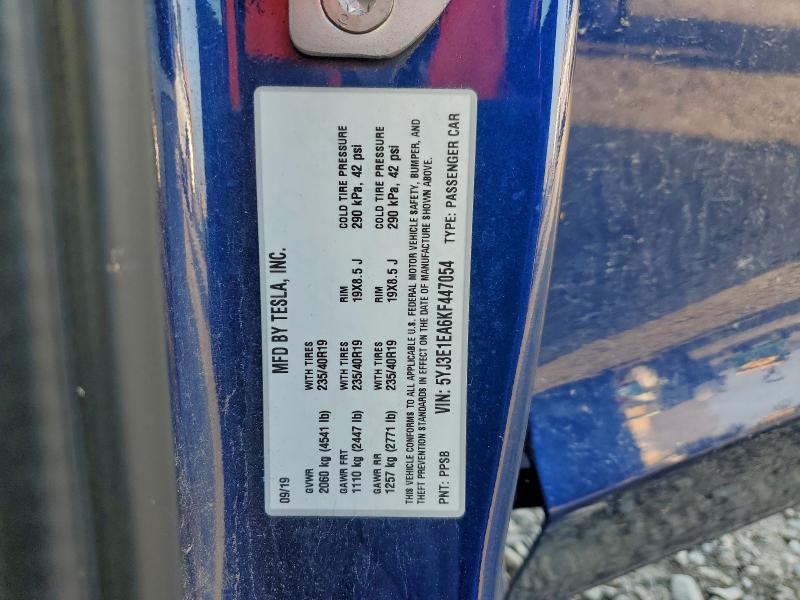 MFD BY TESLA, INC.
09/19
GVWR WITH TIRES
2060 kg (4541 lb) 235/40R19
GAWR FRT WITH TIRES RIM COLD TIRE PRESSURE
1110 kg (2447 lb) 235/40R19 19X8.5 J 290 kPa, 42 psi
GAWR RR WITH TIRES RIM COLD TIRE PRESSURE
1257 kg (2771 lb) 235/40R19 19X8.5 J 290 kPa, 42 psi
THIS VEHICLE CONFORMS TO ALL APPLICABLE U.S. FEDERAL MOTOR VEHICLE SAFETY, BUMPER, AND
THEFT PREVENTION STANDARDS IN EFFECT ON THE DATE OF MANUFACTURE SHOWN ABOVE.
PNT: PPSB VIN: 5YJ3E1EA6KF447054 TYPE: PASSENGER CAR